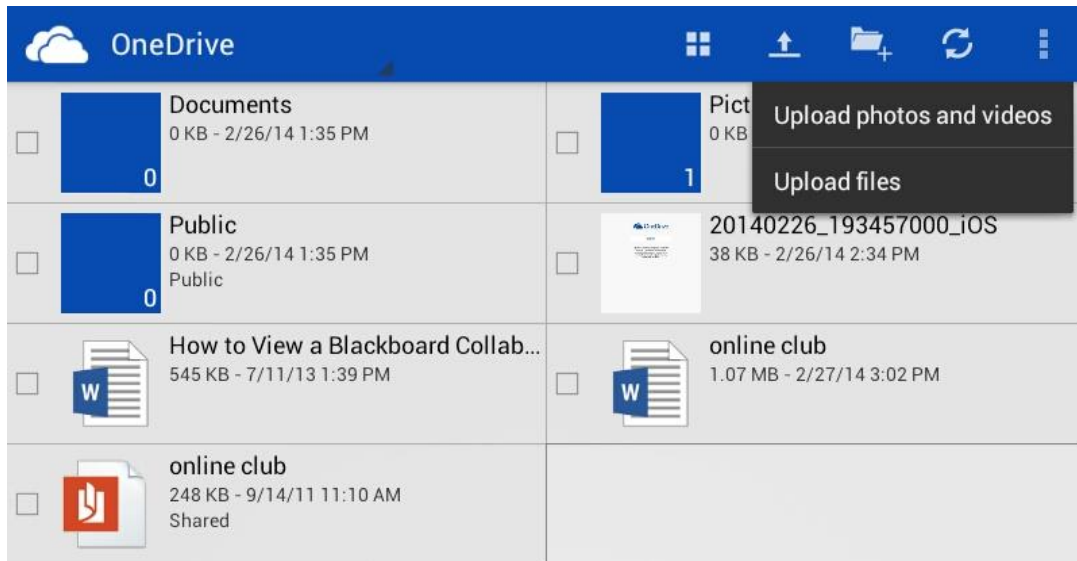 OneDrive
Upload photos and videos
Upload files
Documents
0 KB - 2/26/14 1:35 PM
0
Pict
0 KB
1
Public
0 KB - 2/26/14 1:35 PM
Public
0
OneDrive
20140226_193457000_iOS
38 KB - 2/26/14 2:34 PM
W
How to View a Blackboard Collab...
545 KB - 7/11/13 1:39 PM
W
online club
1.07 MB - 2/27/14 3:02 PM
online club
248 KB - 9/14/11 11:10 AM
Shared